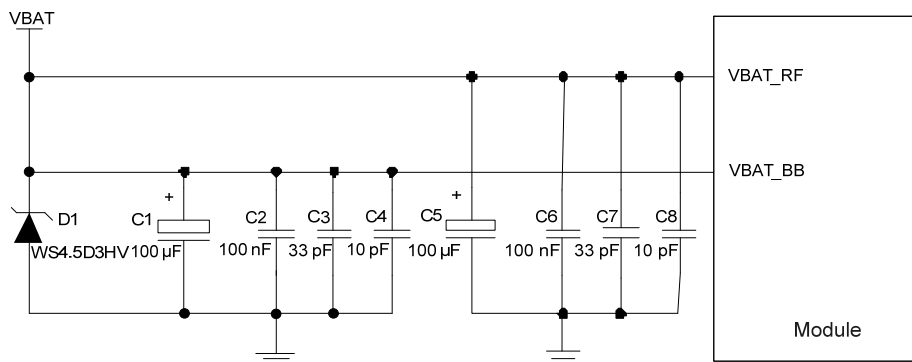 VBAT
VBAT_RF
VBAT_BB
+
+
D1
C1
C2
C3
C4
C5
C6
C7
C8
WS4.5D3HV
100 µF
100 nF
33 pF
10 pF
100 µF
100 nF
33 pF
10 pF
Module